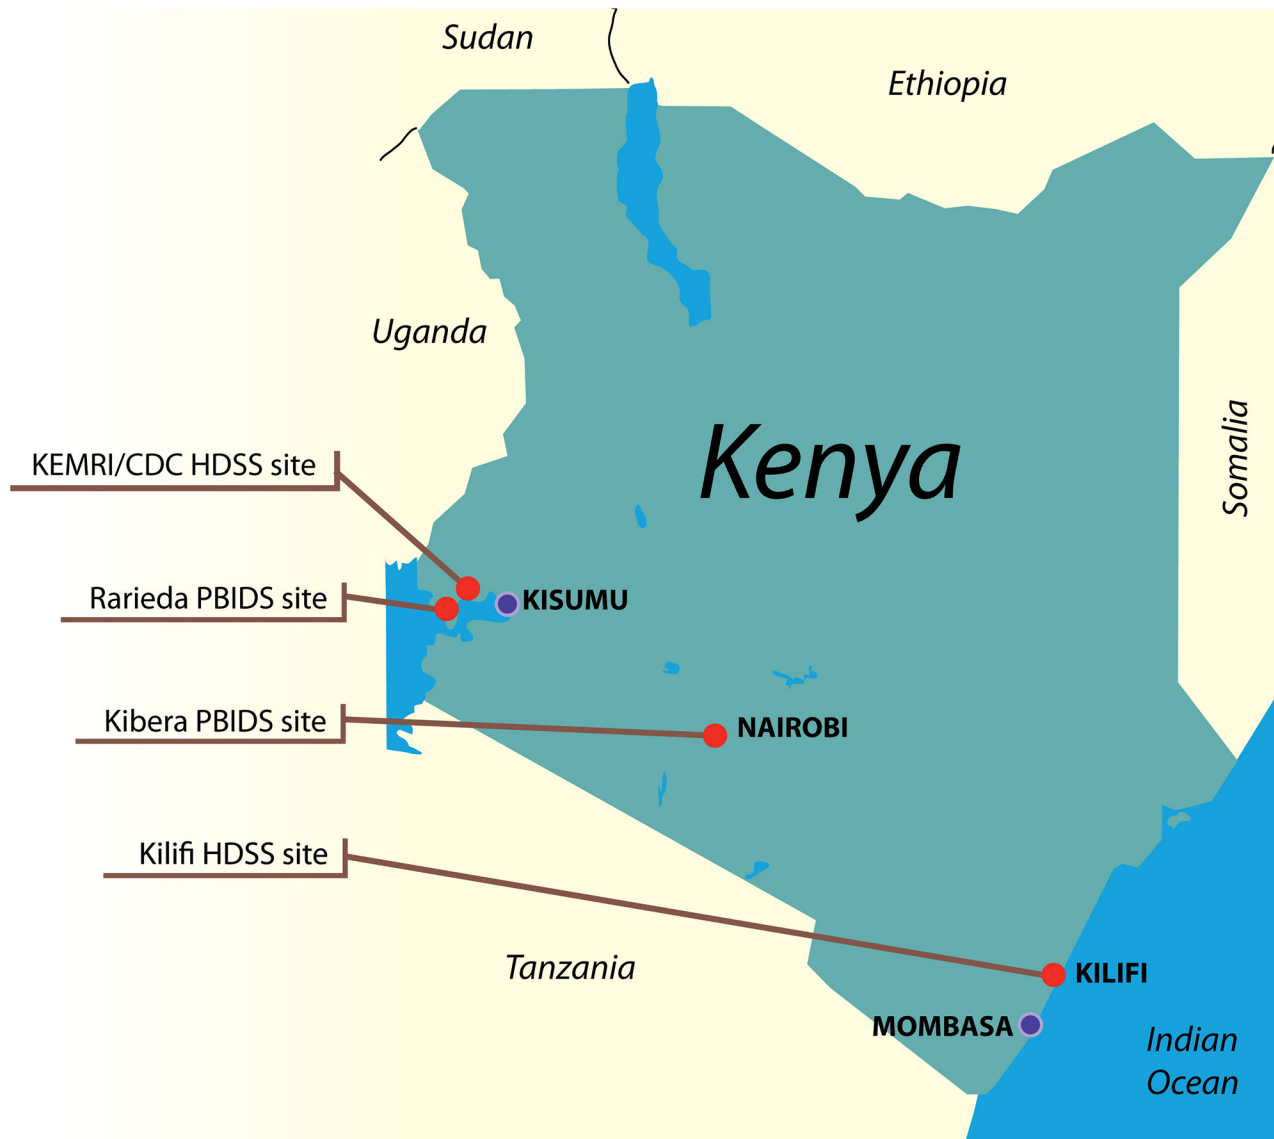 Sudan
Ethiopia
Uganda
Kenya
Somalia
KEMRI/CDC HDSS site
Rarieda PBIDS site
KISUMU
Kibera PBIDS site
NAIROBI
Kilifi HDSS site
Tanzania
KILIFI
MOMBASA
Indian
Ocean